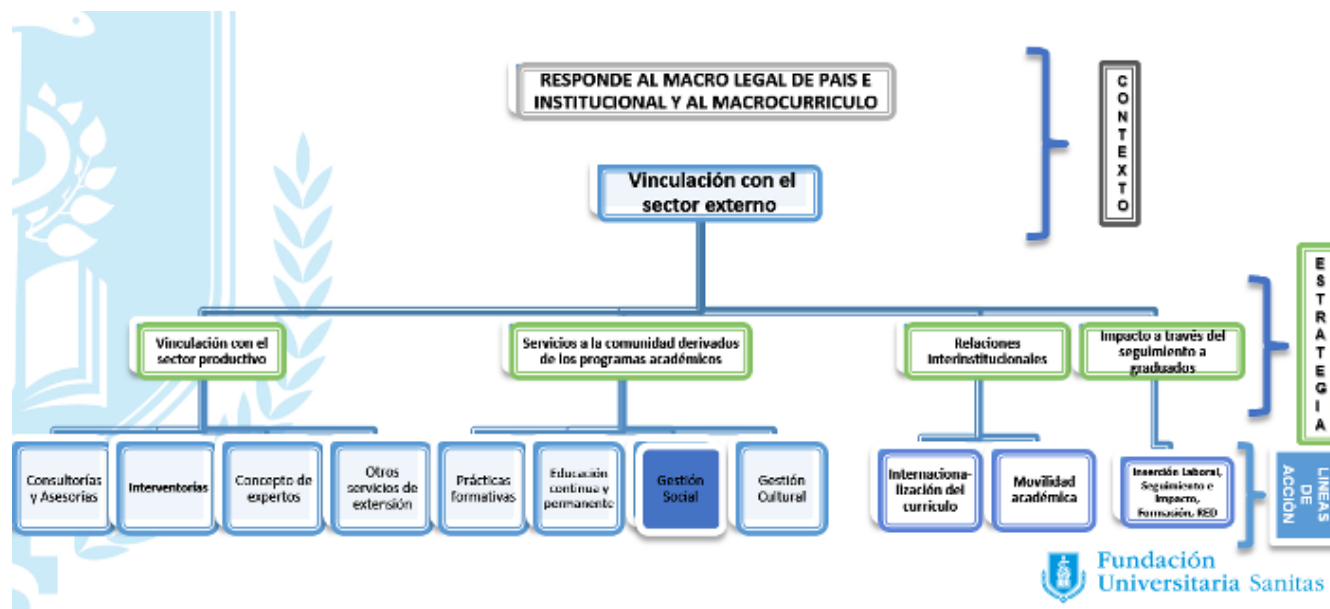 RESPONDE AL MACRO LEGAL DE PAIS E
INSTITUCIONAL Y AL MACROCURRICULO
CONTEXTO
Vinculación con el
sector externo
ESTRATEGIA
Vinculación con el
sector productivo
Servicios a la comunidad derivados
de los programas académicos
Relaciones
Interinstitucionales
Impacto a través del
seguimiento a
graduados
Consultorías
y Asesorías
Interventorías
Concepto de
expertos
Otros
servicios de
extensión
Prácticas
formativas
Educación
continua y
permanente
Gestión
Social
Gestión
Cultural
Internaciona-
lización del
currículo
Movilidad
académica
Inserción Laboral,
Seguimiento e
Impacto,
Formación, RED
LINEAS
DE
ACCIÓN
Fundación
Universitaria Sanitas